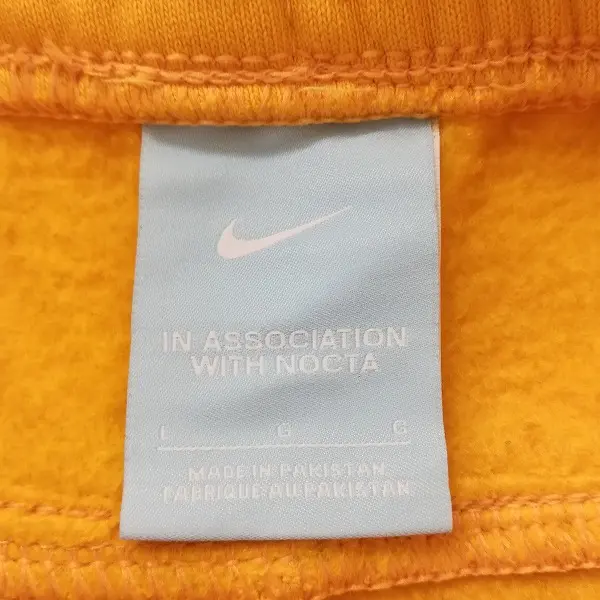 IN ASSOCIATION
WITH NOCTA
L G G
MADE IN PAKISTAN
FABRIQUE AU PAKISTAN